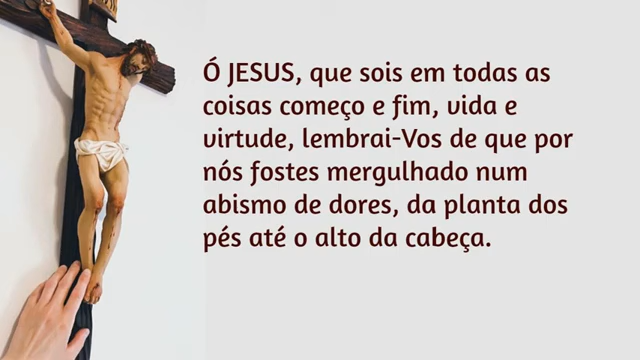 Ó JESUS, que sois em todas as
coisas começo e fim, vida e
virtude, lembrai-Vos de que por
nós fostes mergulhado num
abismo de dores, da planta dos
pés até o alto da cabeça.